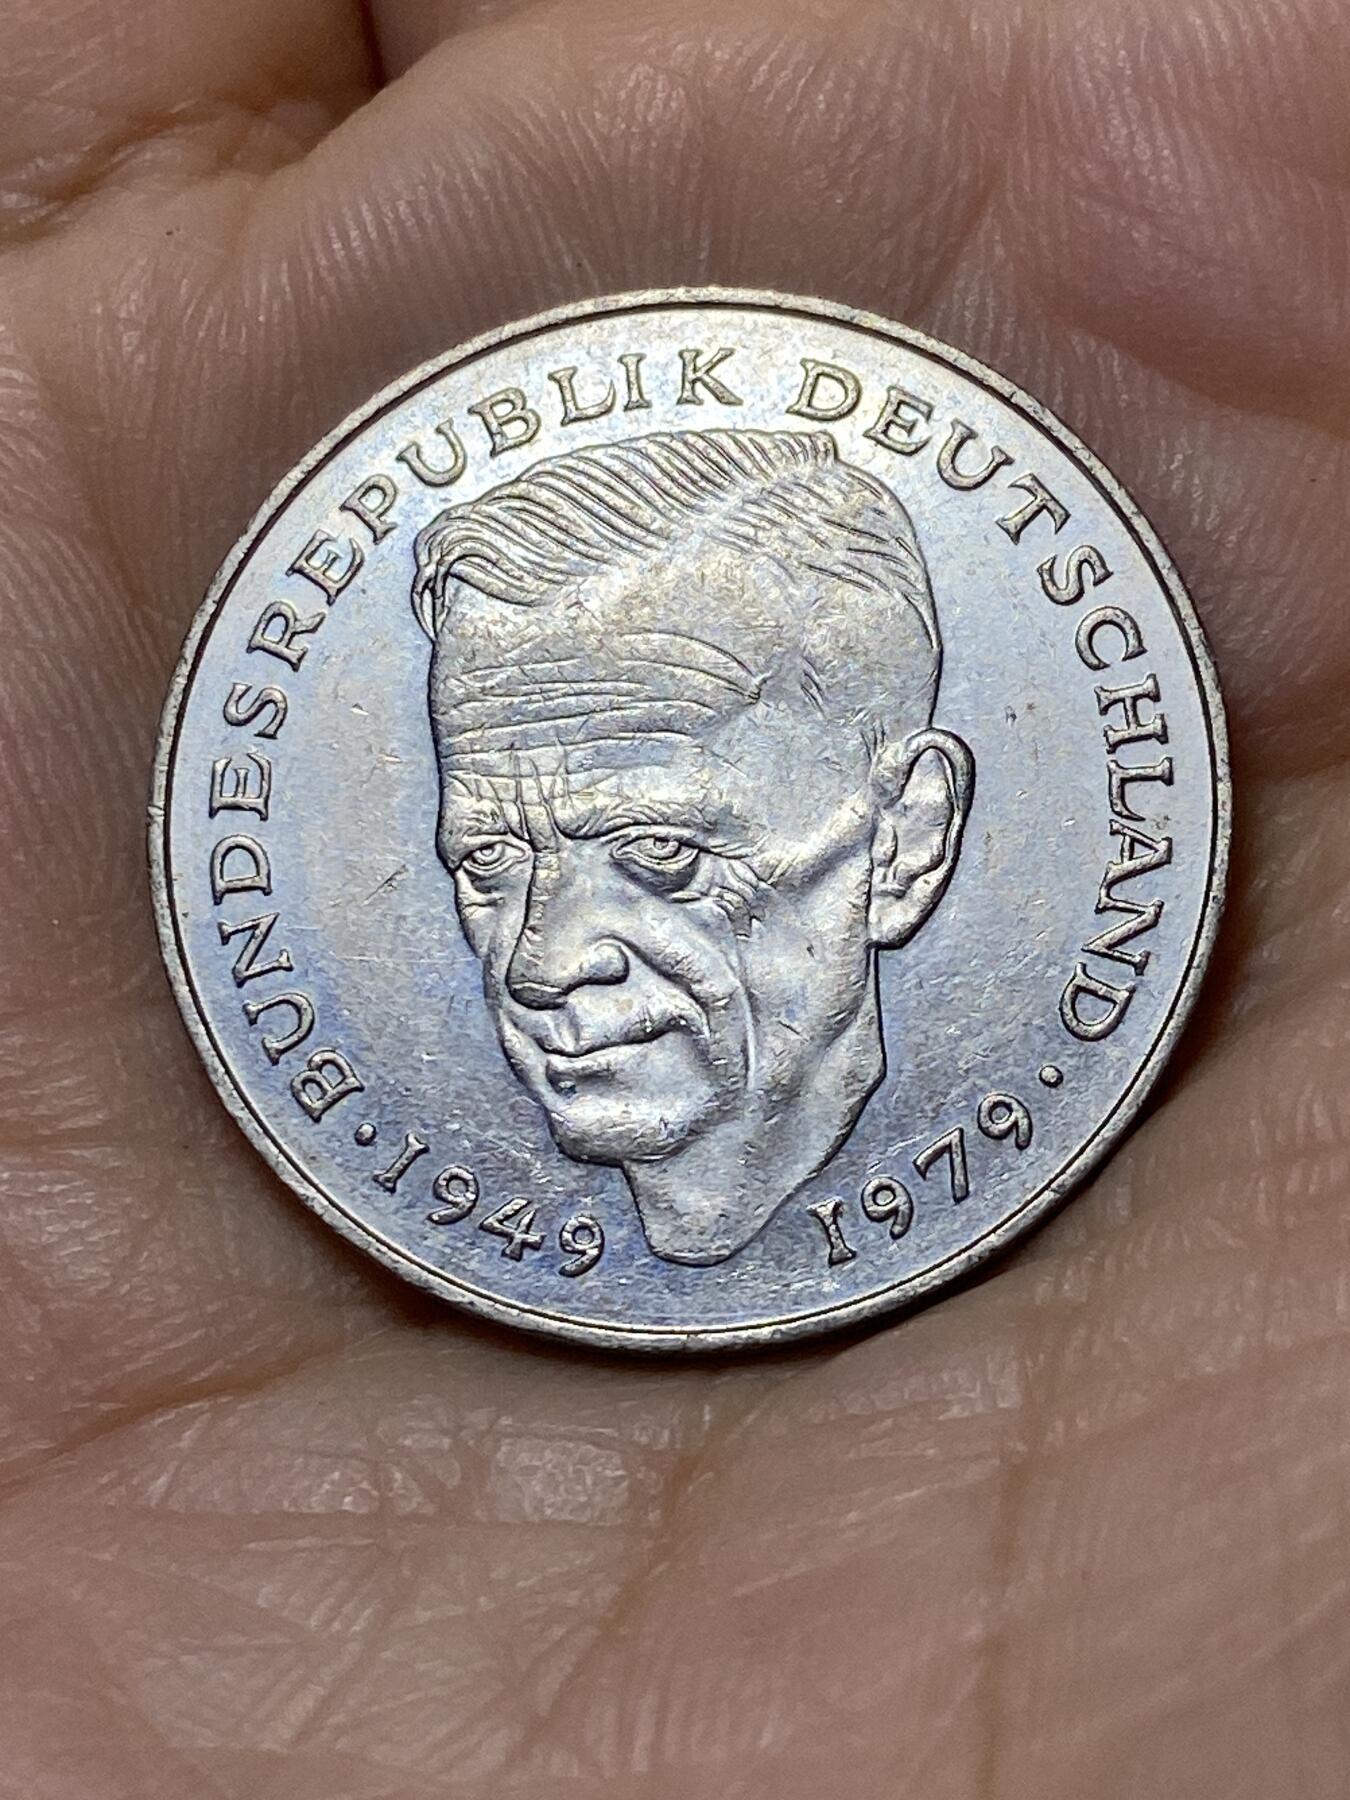 BUNDESREPUBLIK DEUTSCHLAND
· 1949 1979 ·